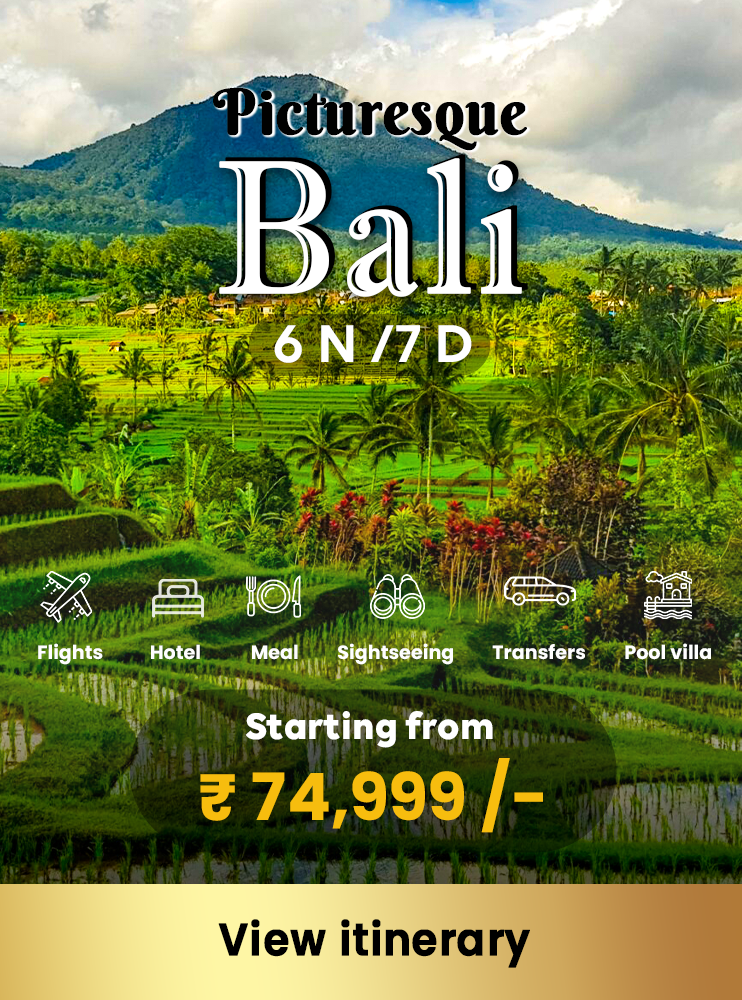 Picturesque
Bali
6 N /7 D
Flights Hotel Meal Sightseeing Transfers Pool villa
Starting from
₹ 74,999 /-
View itinerary